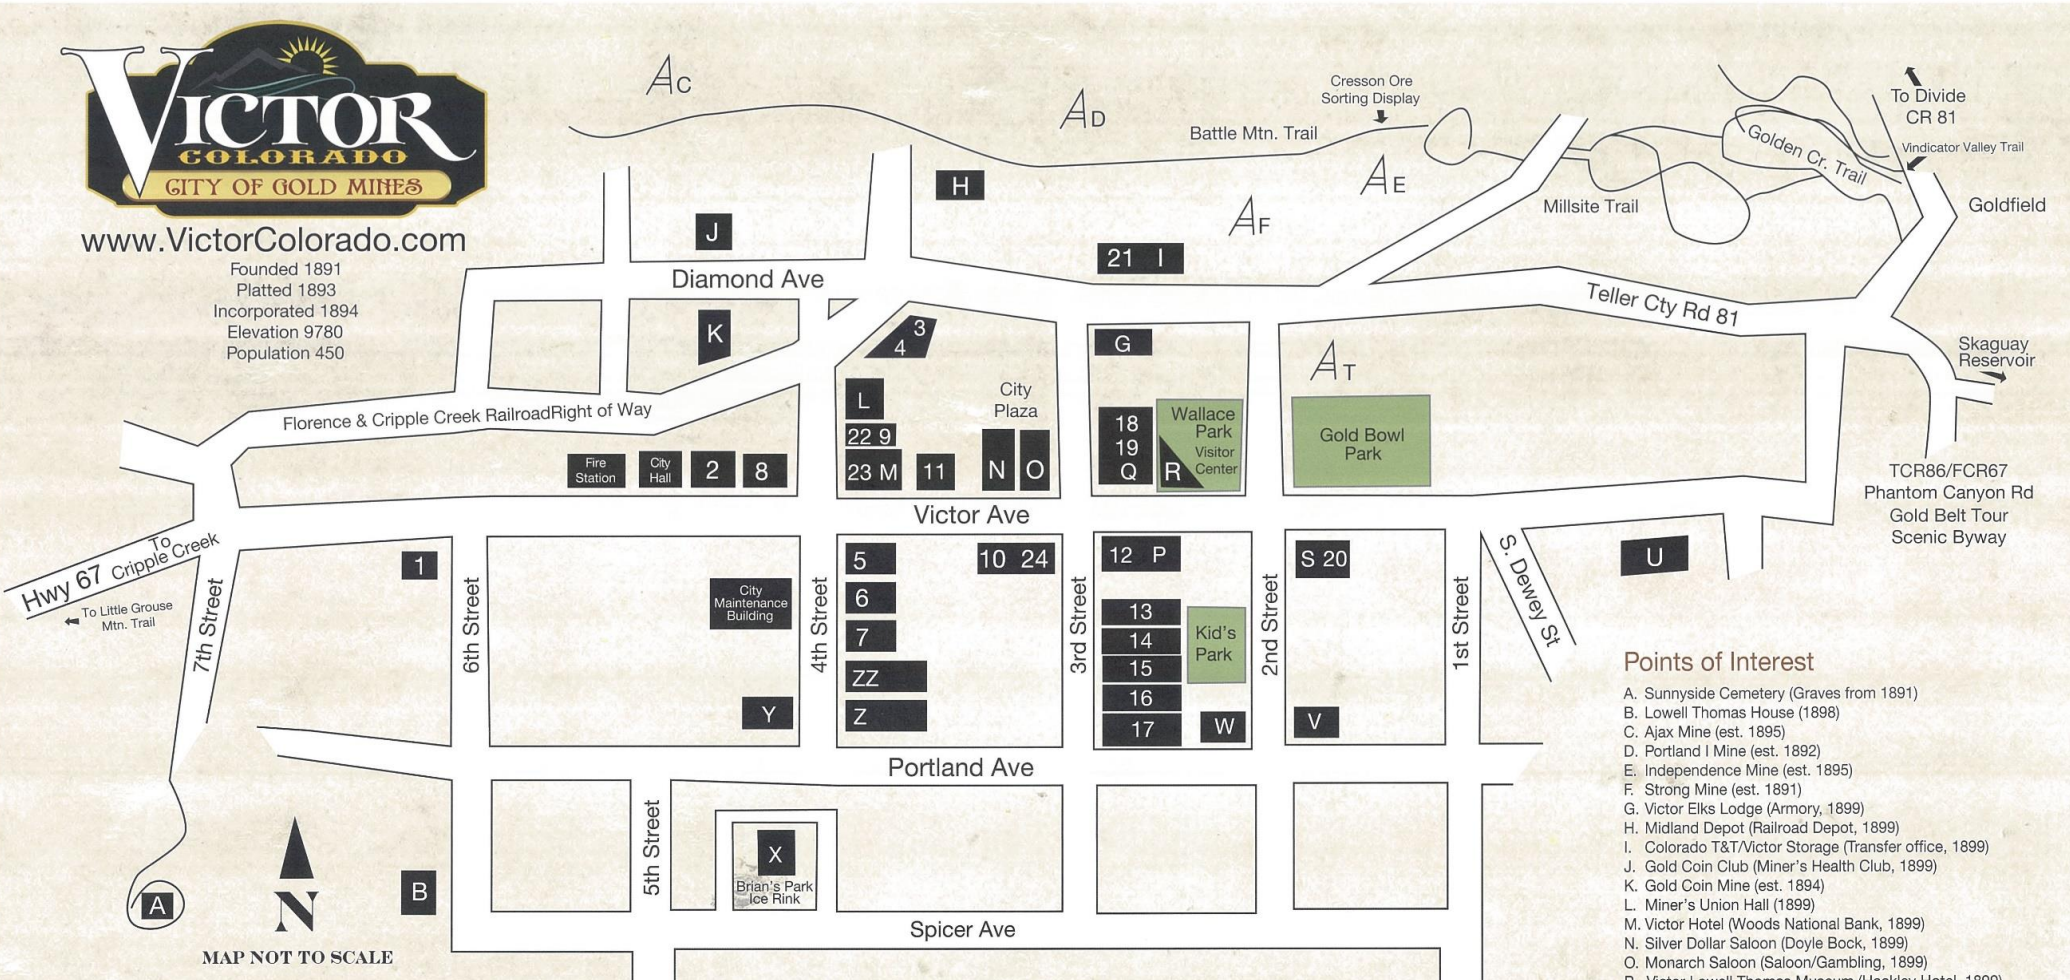 VICTOR
COLORADO
CITY OF GOLD MINES
www.VictorColorado.com
Founded 1891
Platted 1893
Incorporated 1894
Elevation 9780
Population 450
AC
AD
Cresson Ore
Sorting Display
Battle Mtn. Trail
AE
AF
Golden Cr. Trail
Millsite Trail
To Divide
CR 81
Vindicator Valley Trail
Goldfield
H
J
21 I
Diamond Ave
Teller Cty Rd 81
Skaguay
Reservoir
K
3
4
G
AT
L
City
Plaza
Florence & Cripple Creek RailroadRight of Way
22 9
18
19
Q
Wallace
Park
Visitor
Center
R
Gold Bowl
Park
Fire
Station
City
Hall
2
8
23 M
11
N
O
TCR86/FCR67
Phantom Canyon Rd
Gold Belt Tour
Scenic Byway
Victor Ave
To
Hwy 67 Cripple Creek
To Little Grouse
Mtn. Trail
7th Street
1
6th Street
City
Maintenance
Building
4th Street
5
10 24
6
7
ZZ
Z
3rd Street
12 P
13
14
15
16
17
Kid's
Park
W
2nd Street
S 20
V
1st Street
S. Dewey St
U
Y
Portland Ave
5th Street
X
Brian's Park
Ice Rink
A
B
N
MAP NOT TO SCALE
Spicer Ave
Points of Interest
A. Sunnyside Cemetery (Graves from 1891)
B. Lowell Thomas House (1898)
C. Ajax Mine (est. 1895)
D. Portland I Mine (est. 1892)
E. Independence Mine (est. 1895)
F. Strong Mine (est. 1891)
G. Victor Elks Lodge (Armory, 1899)
H. Midland Depot (Railroad Depot, 1899)
I. Colorado T&T/Victor Storage (Transfer office, 1899)
J. Gold Coin Club (Miner's Health Club, 1899)
K. Gold Coin Mine (est. 1894)
L. Miner's Union Hall (1899)
M. Victor Hotel (Woods National Bank, 1899)
N. Silver Dollar Saloon (Doyle Bock, 1899)
O. Monarch Saloon (Saloon/Gambling, 1899)